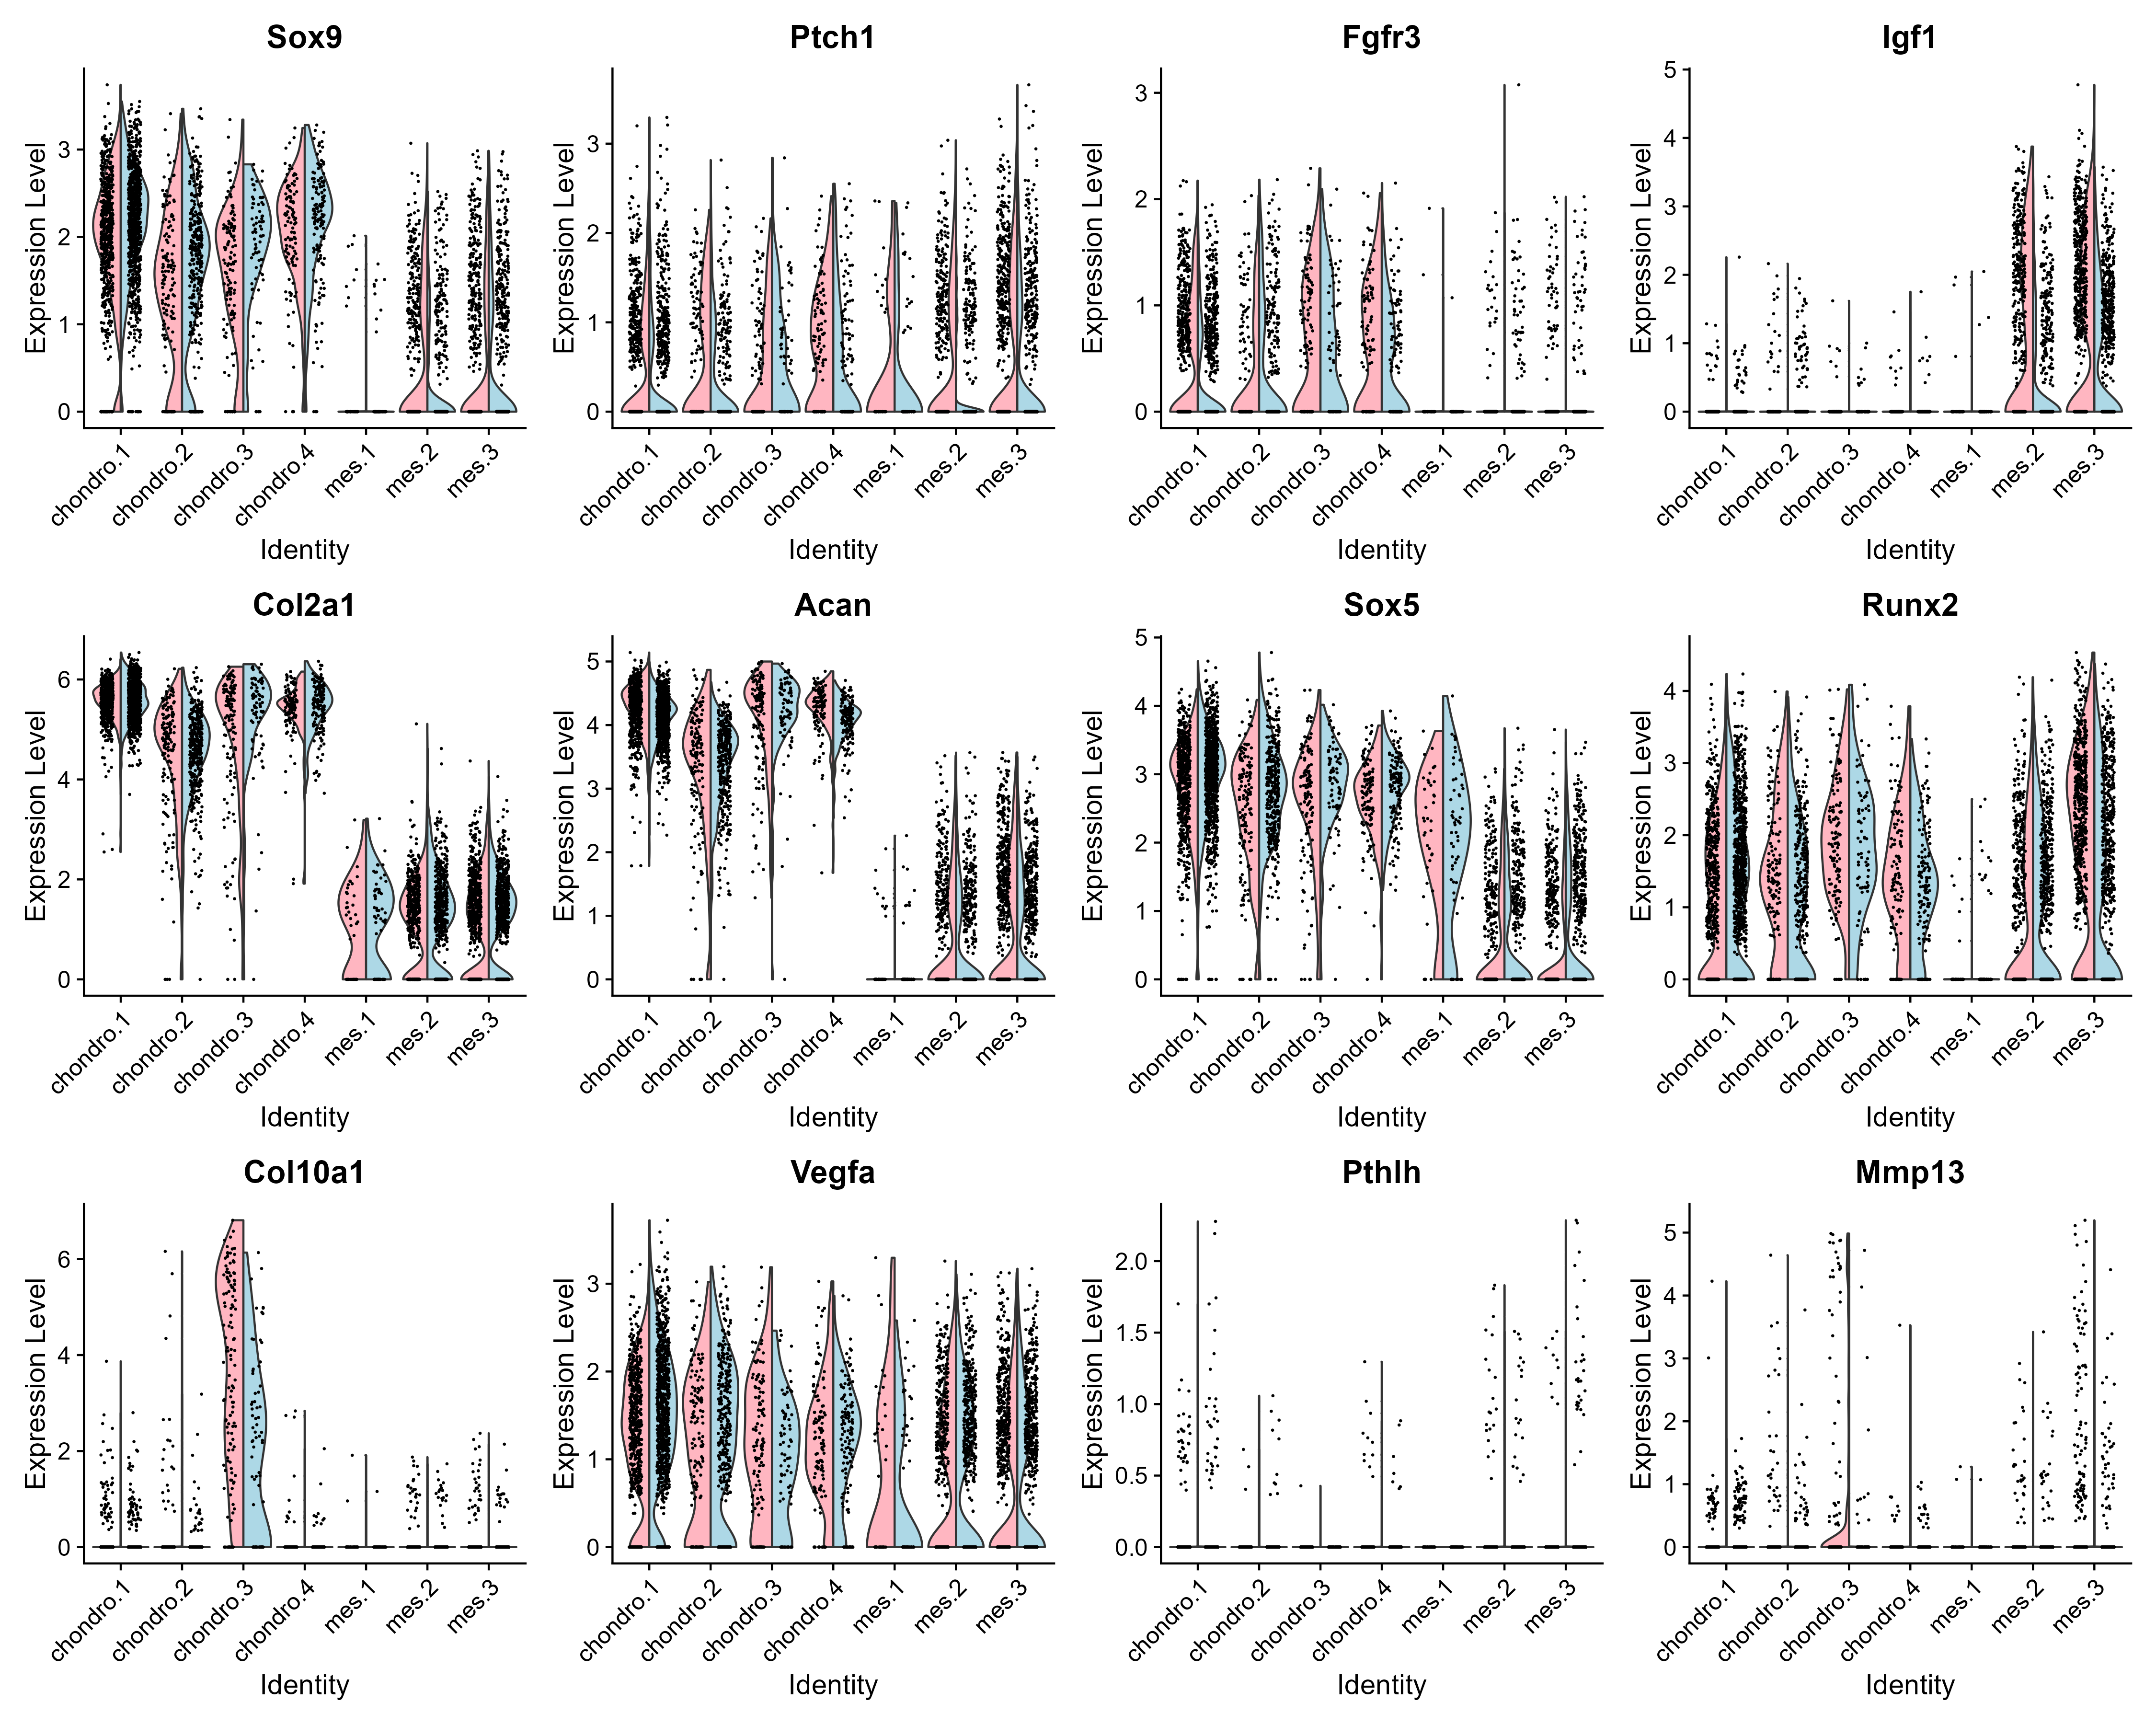 Sox9 Ptch1 Fgfr3 Igf1
Expression Level Expression Level Expression Level Expression Level
3 2 1 0
3 2 1 0
3 2 1 0
5 4 3 2 1 0
chondro.1 chondro.2 chondro.3 chondro.4 mes.1 mes.2 mes.3
chondro.1 chondro.2 chondro.3 chondro.4 mes.1 mes.2 mes.3
chondro.1 chondro.2 chondro.3 chondro.4 mes.1 mes.2 mes.3
chondro.1 chondro.2 chondro.3 chondro.4 mes.1 mes.2 mes.3
Identity Identity Identity Identity
Col2a1 Acan Sox5 Runx2
Expression Level Expression Level Expression Level Expression Level
6 4 2 0
5 4 3 2 1 0
5 4 3 2 1 0
4 3 2 1 0
chondro.1 chondro.2 chondro.3 chondro.4 mes.1 mes.2 mes.3
chondro.1 chondro.2 chondro.3 chondro.4 mes.1 mes.2 mes.3
chondro.1 chondro.2 chondro.3 chondro.4 mes.1 mes.2 mes.3
chondro.1 chondro.2 chondro.3 chondro.4 mes.1 mes.2 mes.3
Identity Identity Identity Identity
Col10a1 Vegfa Pthlh Mmp13
Expression Level Expression Level Expression Level Expression Level
6 4 2 0
3 2 1 0
2.0 1.5 1.0 0.5 0.0
5 4 3 2 1 0
chondro.1 chondro.2 chondro.3 chondro.4 mes.1 mes.2 mes.3
chondro.1 chondro.2 chondro.3 chondro.4 mes.1 mes.2 mes.3
chondro.1 chondro.2 chondro.3 chondro.4 mes.1 mes.2 mes.3
chondro.1 chondro.2 chondro.3 chondro.4 mes.1 mes.2 mes.3
Identity Identity Identity Identity